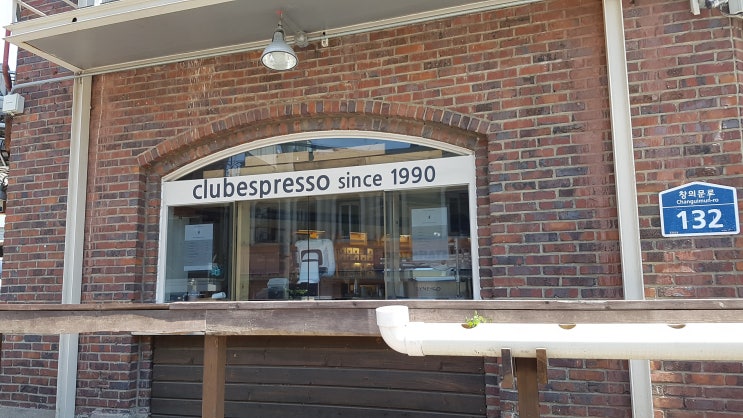 clubespresso since 1990
창의문로
Changuimun-ro
132